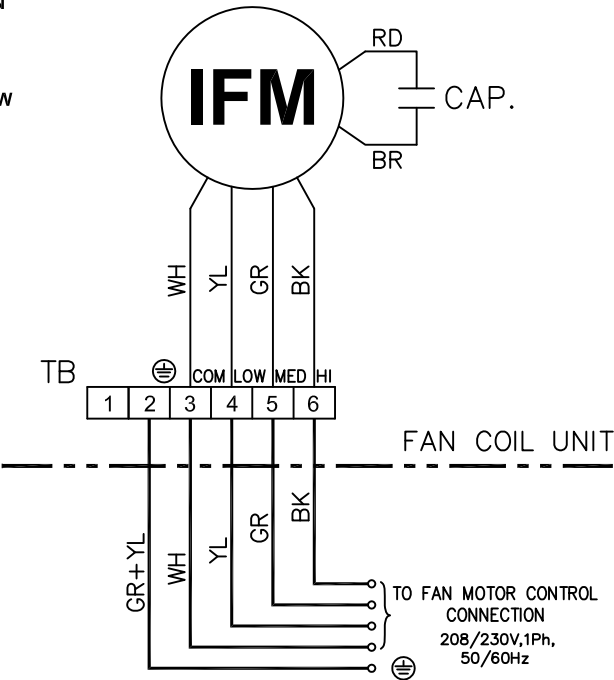 RD
IFM
CAP.
BR
WH
YL
GR
BK
TB
COM LOW MED HI
1 2 3 4 5 6
FAN COIL UNIT
GR+YL
WH
YL
GR
BK
TO FAN MOTOR CONTROL
CONNECTION
208/230V,1Ph,
50/60Hz